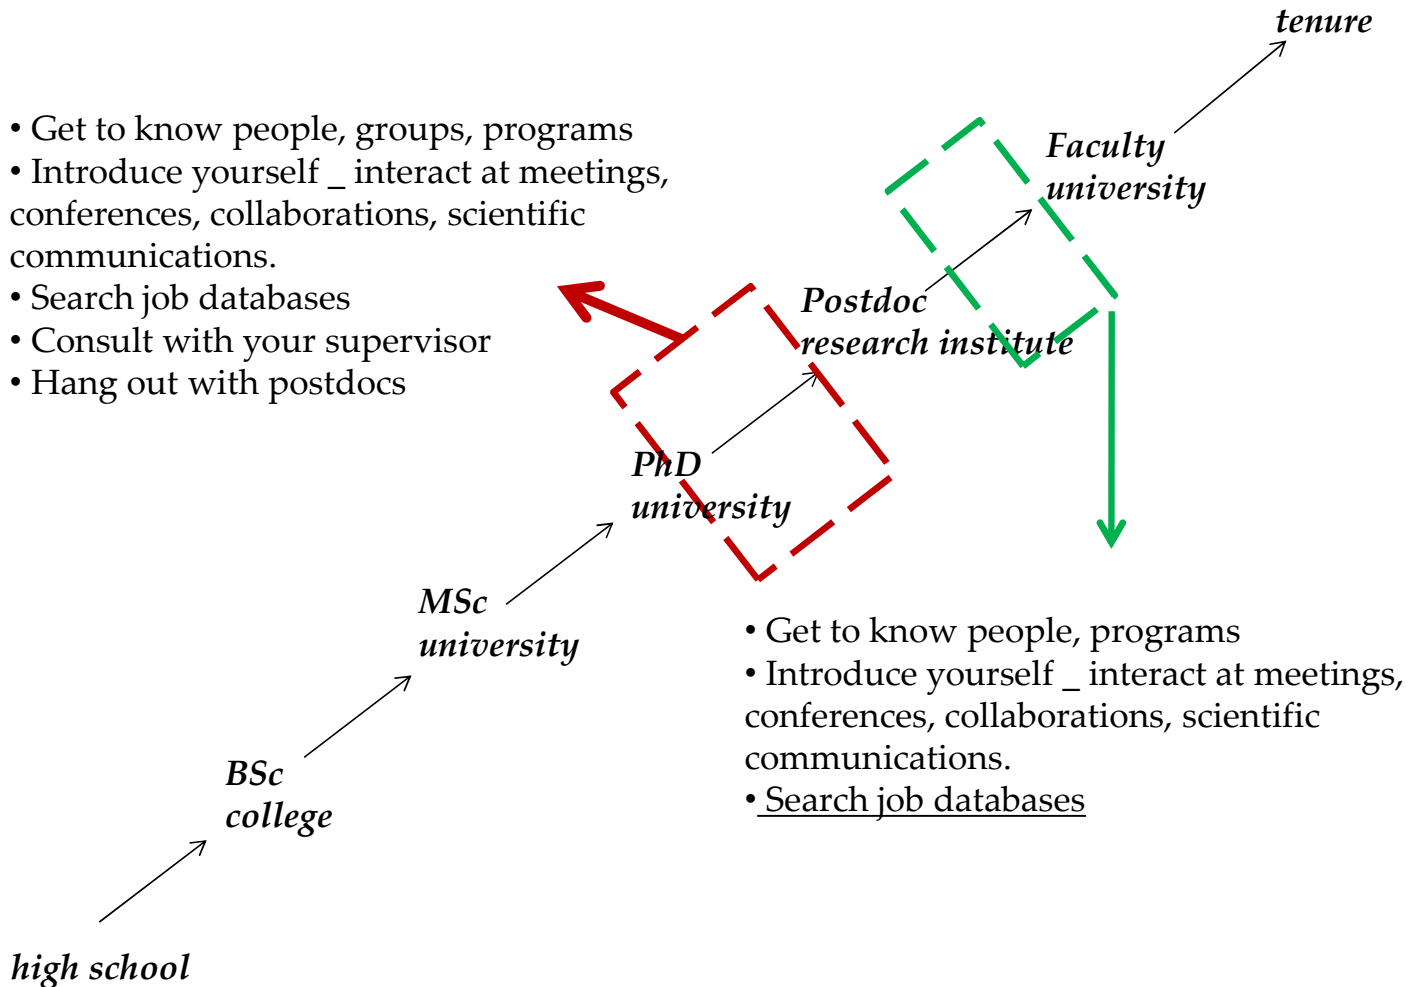 tenure
• Get to know people, groups, programs
• Introduce yourself _ interact at meetings,
conferences, collaborations, scientific
communications.
• Search job databases
• Consult with your supervisor
• Hang out with postdocs
Faculty
university
Postdoc
research institute
PhD
university
MSc
university
• Get to know people, programs
• Introduce yourself _ interact at meetings,
conferences, collaborations, scientific
communications.
• Search job databases
BSc
college
high school